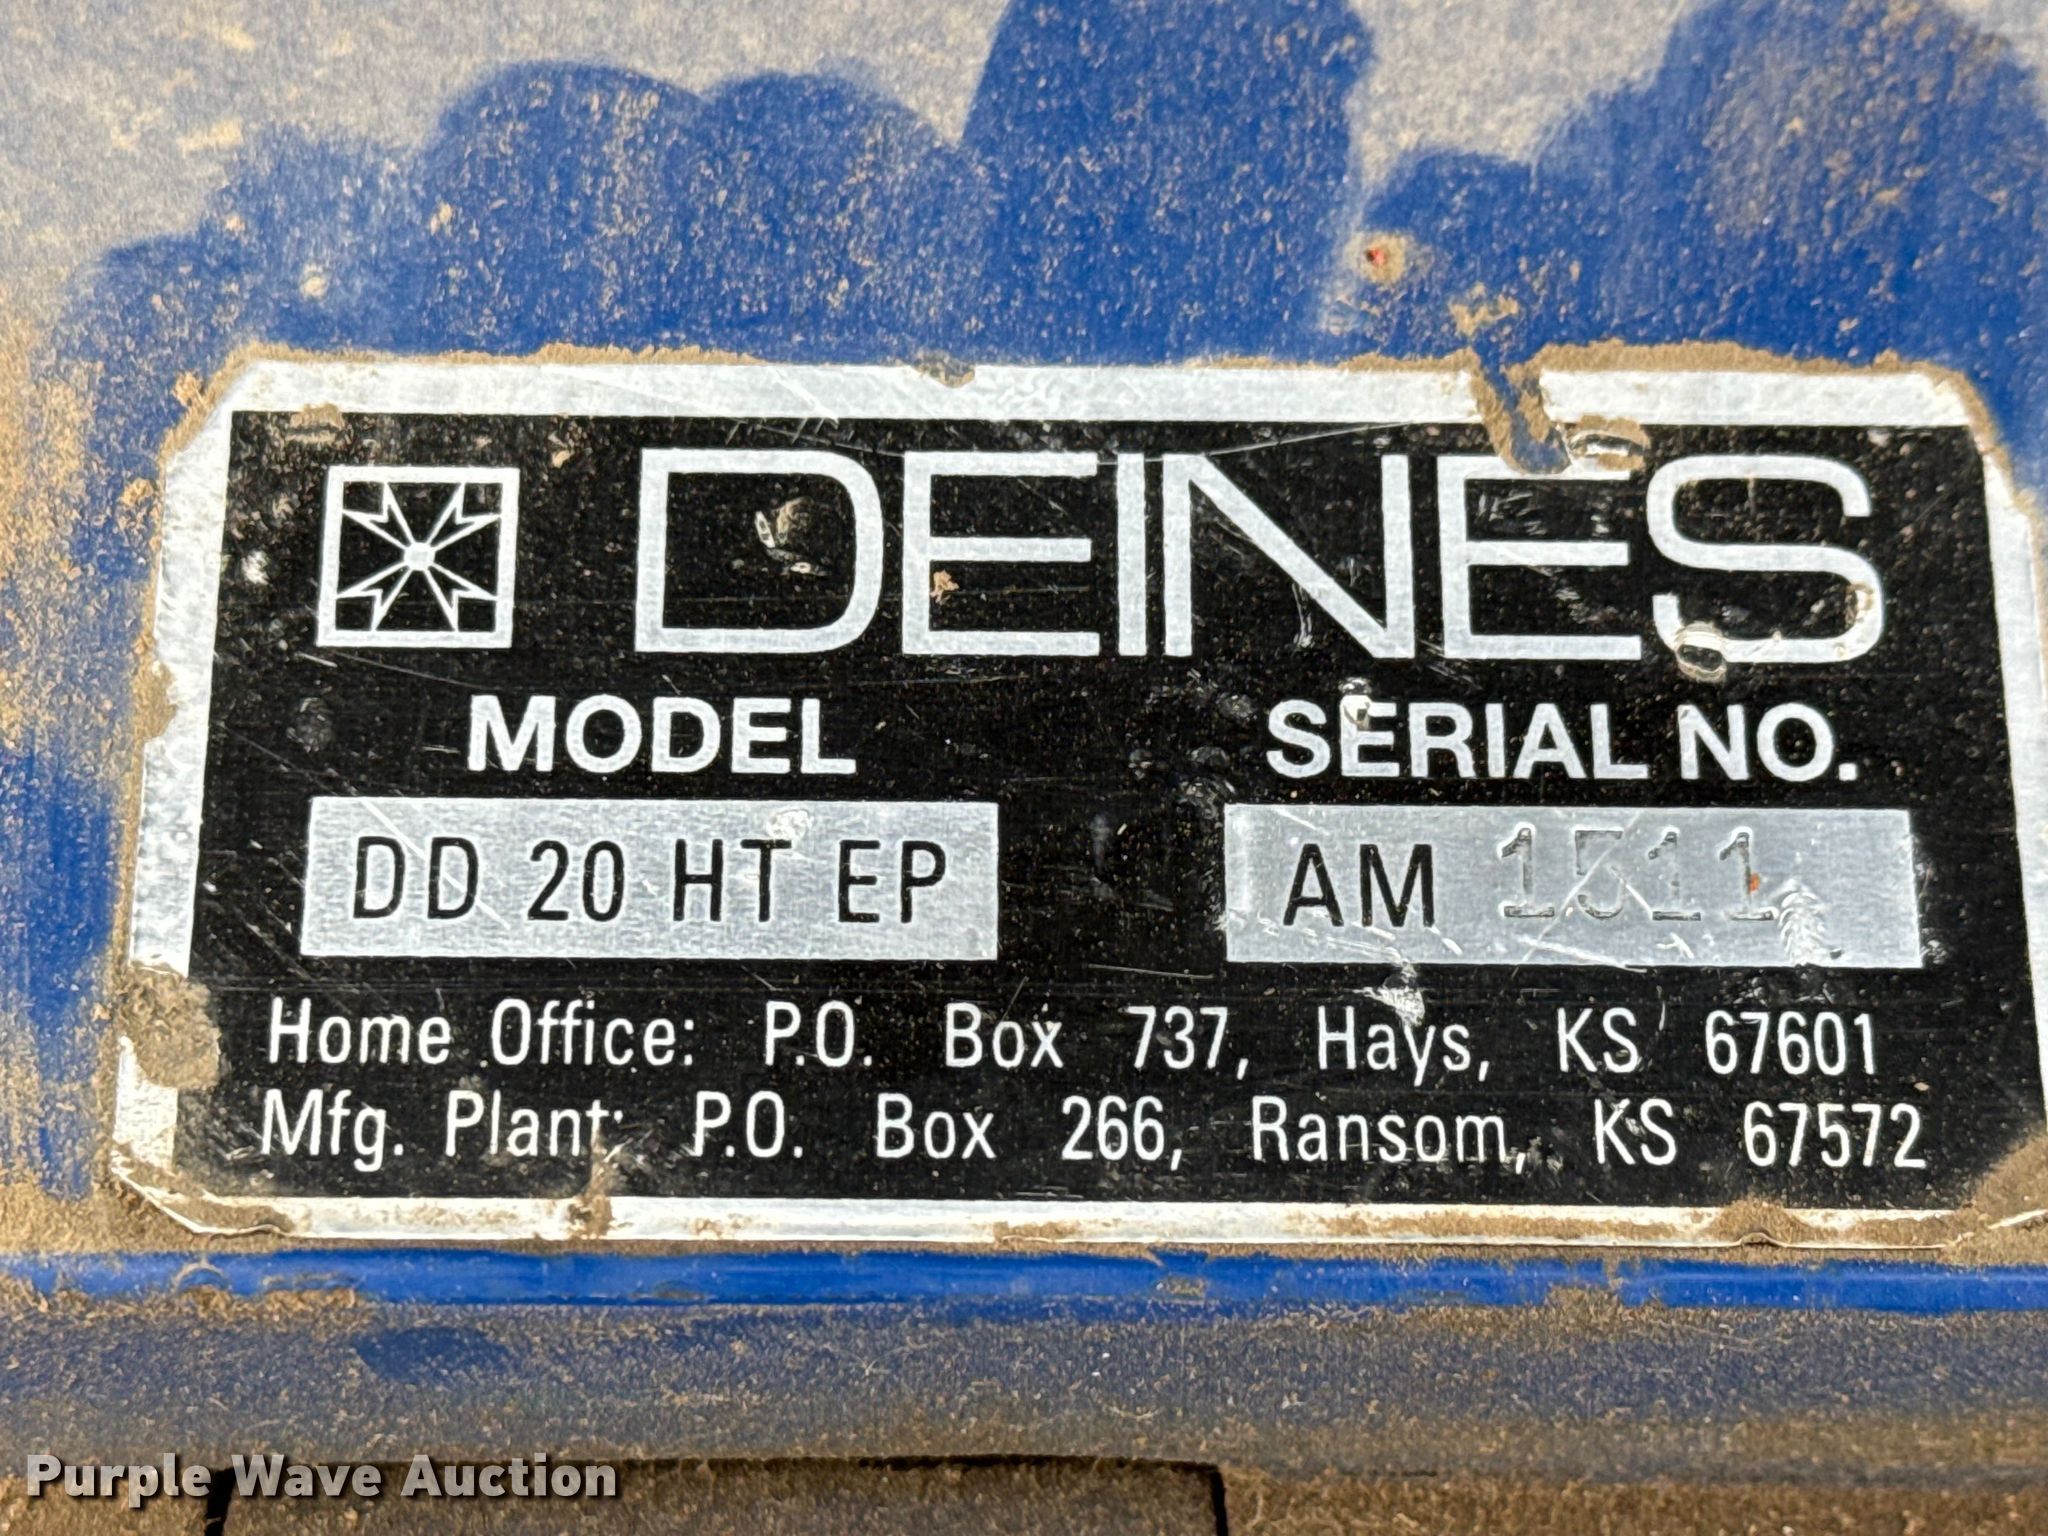 DEINES
MODEL SERIAL NO.
DD 20 HT EP AM 1511
Home Office: P.O. Box 737, Hays, KS 67601
Mfg. Plant: P.O. Box 266, Ransom, KS 67572
Purple Wave Auction